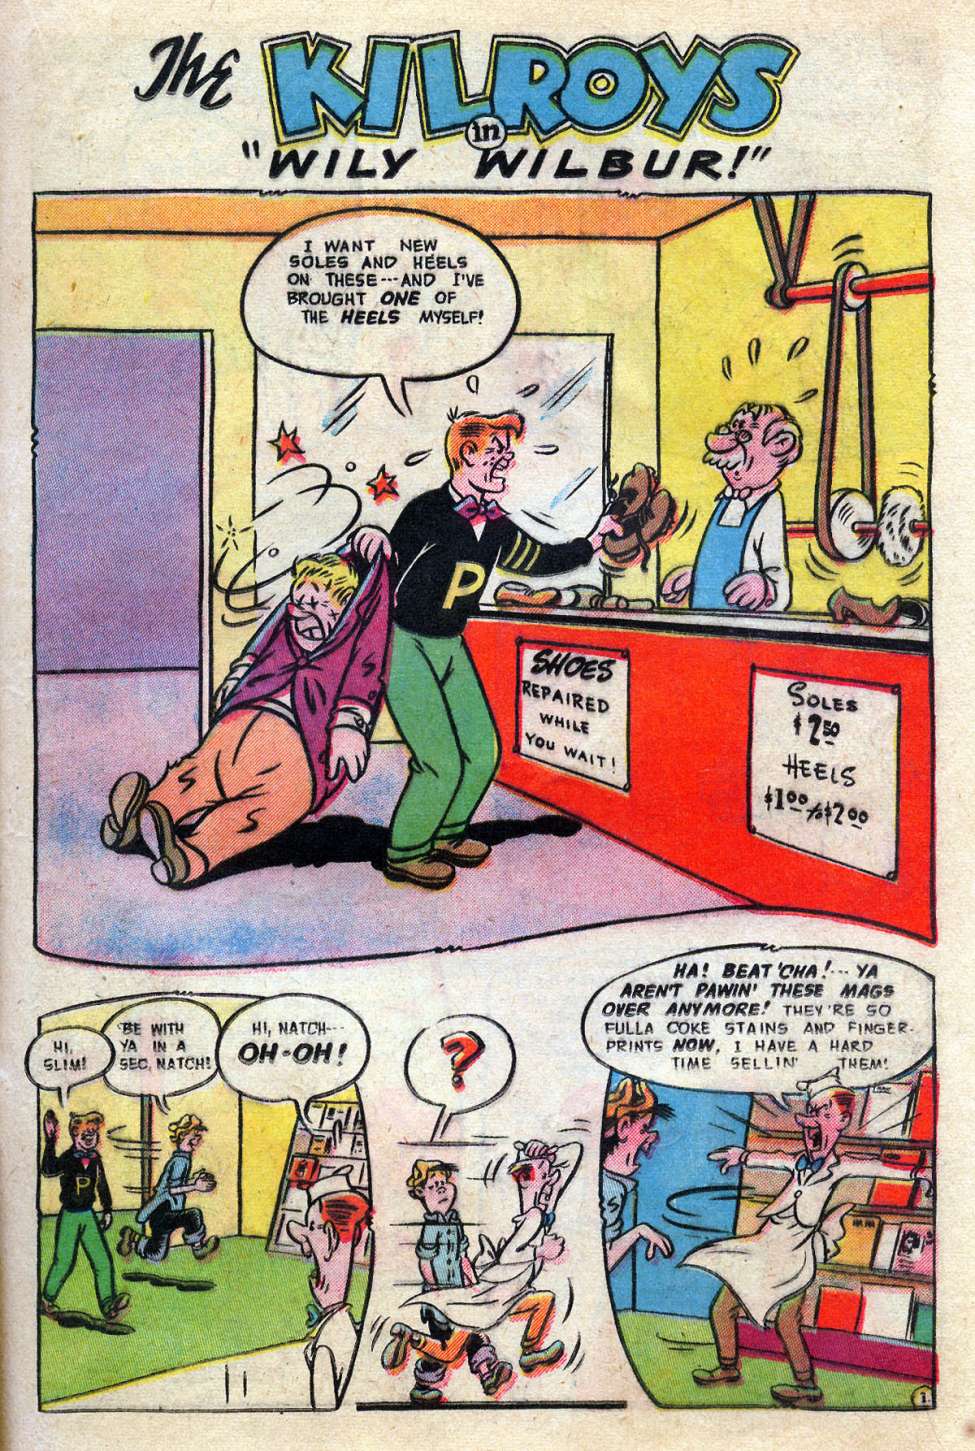 The KILROYS
in
"WILY WILBUR!"
I WANT NEW
SOLES AND HEELS
ON THESE---AND I'VE
BROUGHT ONE OF
THE HEELS MYSELF!
P
SHOES
REPAIRED
WHILE
YOU WAIT!
SOLES
$2.50
HEELS
$1.00 to $2.00
HI,
SLIM!
BE WITH
YA IN A
SEC, NATCH!
HI, NATCH---
OH-OH!
P
?
HA! BEAT 'CHA!--- YA
AREN'T PAWIN' THESE MAGS
OVER ANYMORE! THEY'RE SO
FULLA COKE STAINS AND FINGER-
PRINTS NOW, I HAVE A HARD
TIME SELLIN' THEM!
1.